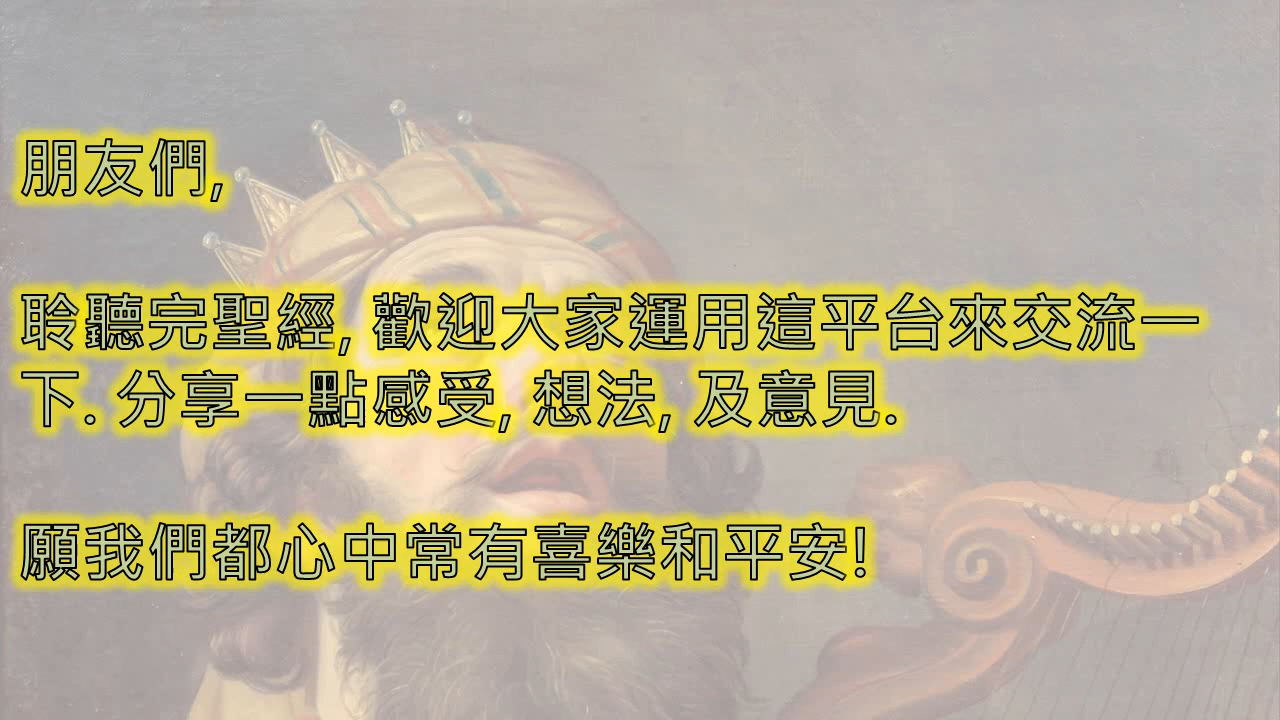 朋友們,
聆聽完聖經, 歡迎大家運用這平台來交流一
下. 分享一點感受, 想法, 及意見.
願我們都心中常有喜樂和平安!